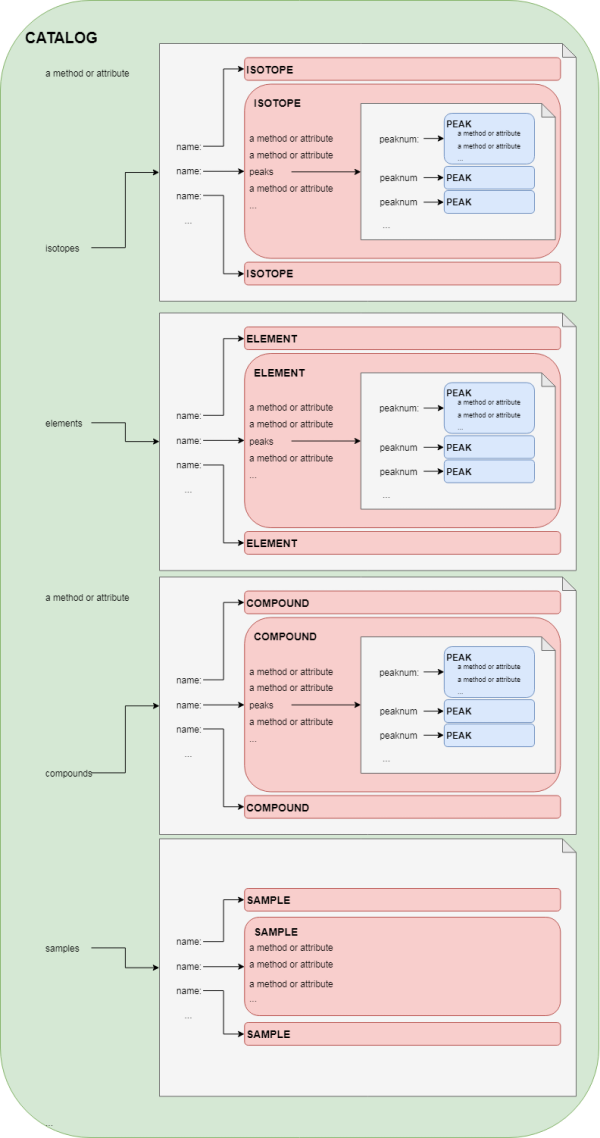 CATALOG
a method or attribute
isotopes
name:
name:
name:
...
ISOTOPE
ISOTOPE
a method or attribute
a method or attribute
peaks
a method or attribute
...
peaknum:
peaknum
peaknum
...
PEAK
a method or attribute
a method or attribute
...
PEAK
PEAK
ISOTOPE
elements
name:
name:
name:
...
ELEMENT
ELEMENT
a method or attribute
a method or attribute
peaks
a method or attribute
...
peaknum:
peaknum
peaknum
...
PEAK
a method or attribute
a method or attribute
...
PEAK
PEAK
ELEMENT
a method or attribute
compounds
name:
name:
name:
...
COMPOUND
COMPOUND
a method or attribute
a method or attribute
peaks
a method or attribute
...
peaknum:
peaknum
peaknum
...
PEAK
a method or attribute
a method or attribute
...
PEAK
PEAK
COMPOUND
samples
name:
name:
name:
...
SAMPLE
SAMPLE
a method or attribute
a method or attribute
a method or attribute
...
SAMPLE
...